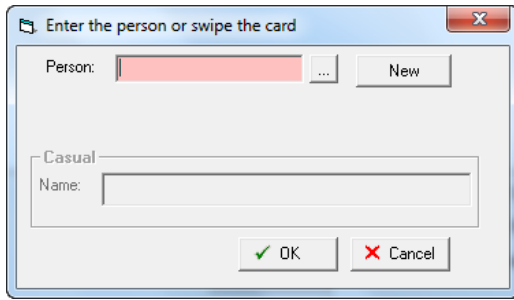 Enter the person or swipe the card
Person: ... New
Casual
Name:
OK Cancel